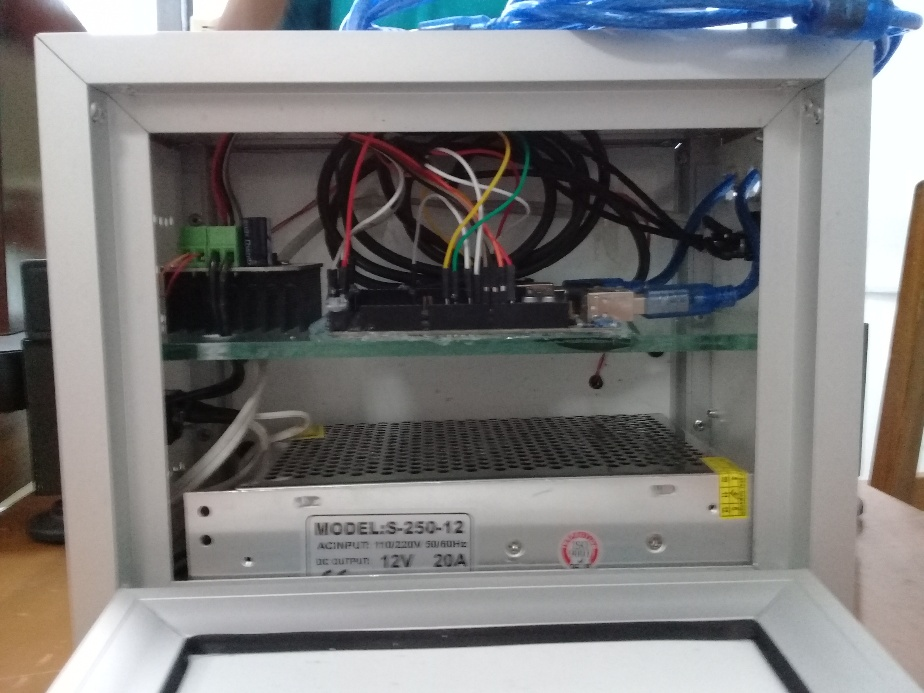 MODEL:S-250-12
AC INPUT: 110/220V 50/60Hz
DC OUTPUT: 12V 20A